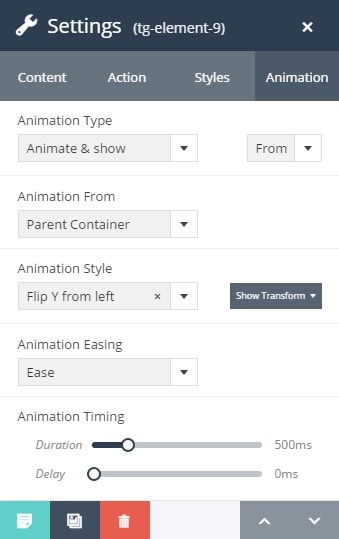 Settings (tg-element-9) ×
Content Action Styles Animation
Animation Type
Animate & show From
Animation From
Parent Container
Animation Style
Flip Y from left × Show Transform
Animation Easing
Ease
Animation Timing
Duration 500ms
Delay 0ms